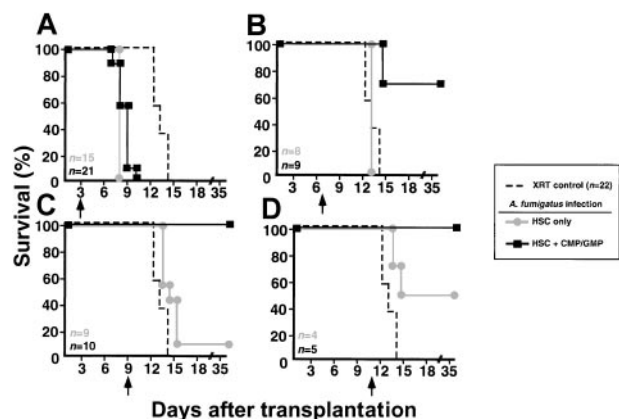 A
100
80
60
40
20
n=15
n=21
3 6 9 12 15 18 35
B
100
80
60
40
20
n=8
n=9
3 6 9 12 15 18 35
Survival (%)
C
100
80
60
40
20
0
n=9
n=10
3 6 9 12 15 18 35
D
100
80
60
40
20
0
n=4
n=5
3 6 9 12 15 18 35
Days after transplantation
XRT control (n=22)
A. fumigatus infection
HSC only
HSC + CMP/GMP